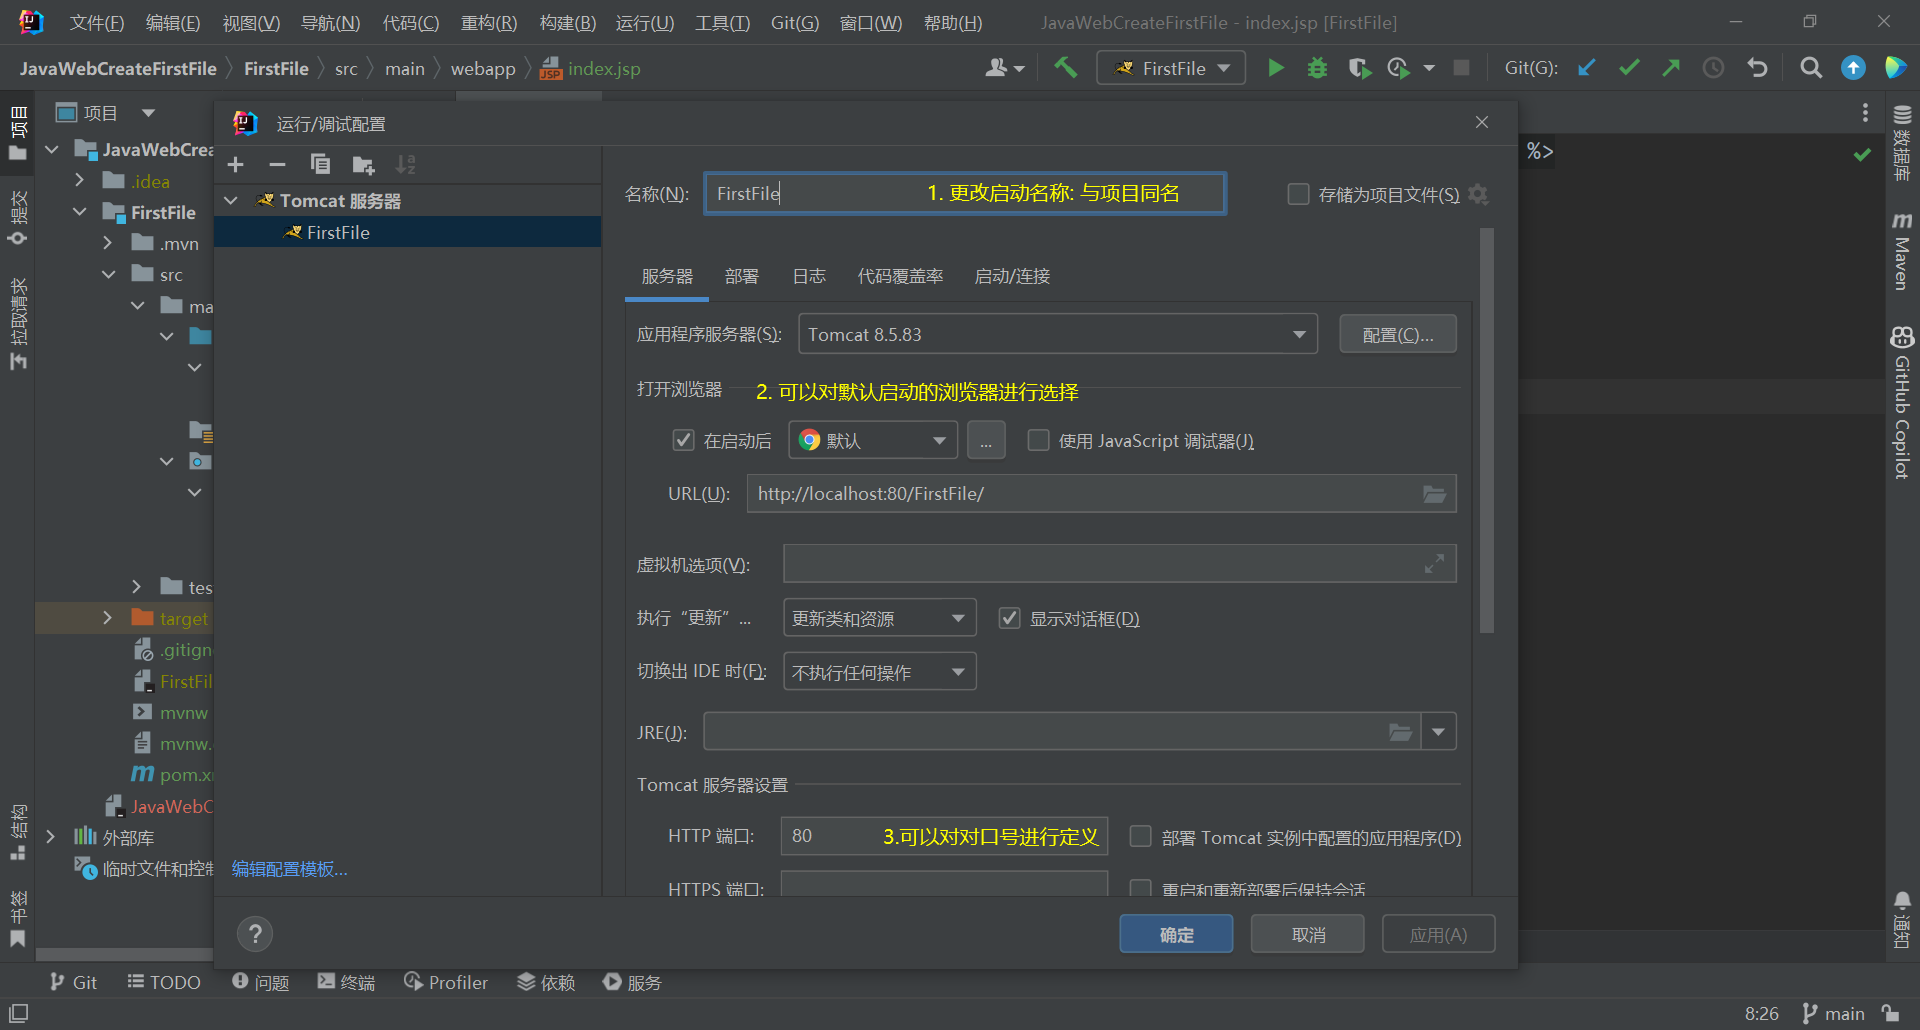 文件(F) 编辑(E) 视图(V) 导航(N) 代码(C) 重构(R) 构建(B) 运行(U) 工具(T) Git(G) 窗口(W) 帮助(H) JavaWebCreateFirstFile - index.jsp [FirstFile]
JavaWebCreateFirstFile FirstFile src main webapp index.jsp FirstFile Git(G):
项目
运行/调试配置
%>
JavaWebCrea
.idea
FirstFile
.mvn
src
ma
tes
target
.gitign
FirstFil
mvnw
mvnw.
pom.x
JavaWebC
外部库
临时文件和控制
项目
提交
拉取请求
结构
书签
Tomcat 服务器
FirstFile
编辑配置模板...
名称(N): FirstFile 1. 更改启动名称: 与项目同名 存储为项目文件(S)
服务器 部署 日志 代码覆盖率 启动/连接
应用程序服务器(S): Tomcat 8.5.83 配置(C)...
打开浏览器 2. 可以对默认启动的浏览器进行选择
在启动后 默认 ... 使用 JavaScript 调试器(J)
URL(U): http://localhost:80/FirstFile/
虚拟机选项(V):
执行“更新”... 更新类和资源 显示对话框(D)
切换出 IDE 时(F): 不执行任何操作
JRE(J):
Tomcat 服务器设置
HTTP 端口: 80 3.可以对对口号进行定义 部署 Tomcat 实例中配置的应用程序(D)
HTTPS 端口: 重启和重新部署后保持会话
? 确定 取消 应用(A)
数据库
Maven
GitHub Copilot
通知
Git TODO 问题 终端 Profiler 依赖 服务
8:26 main